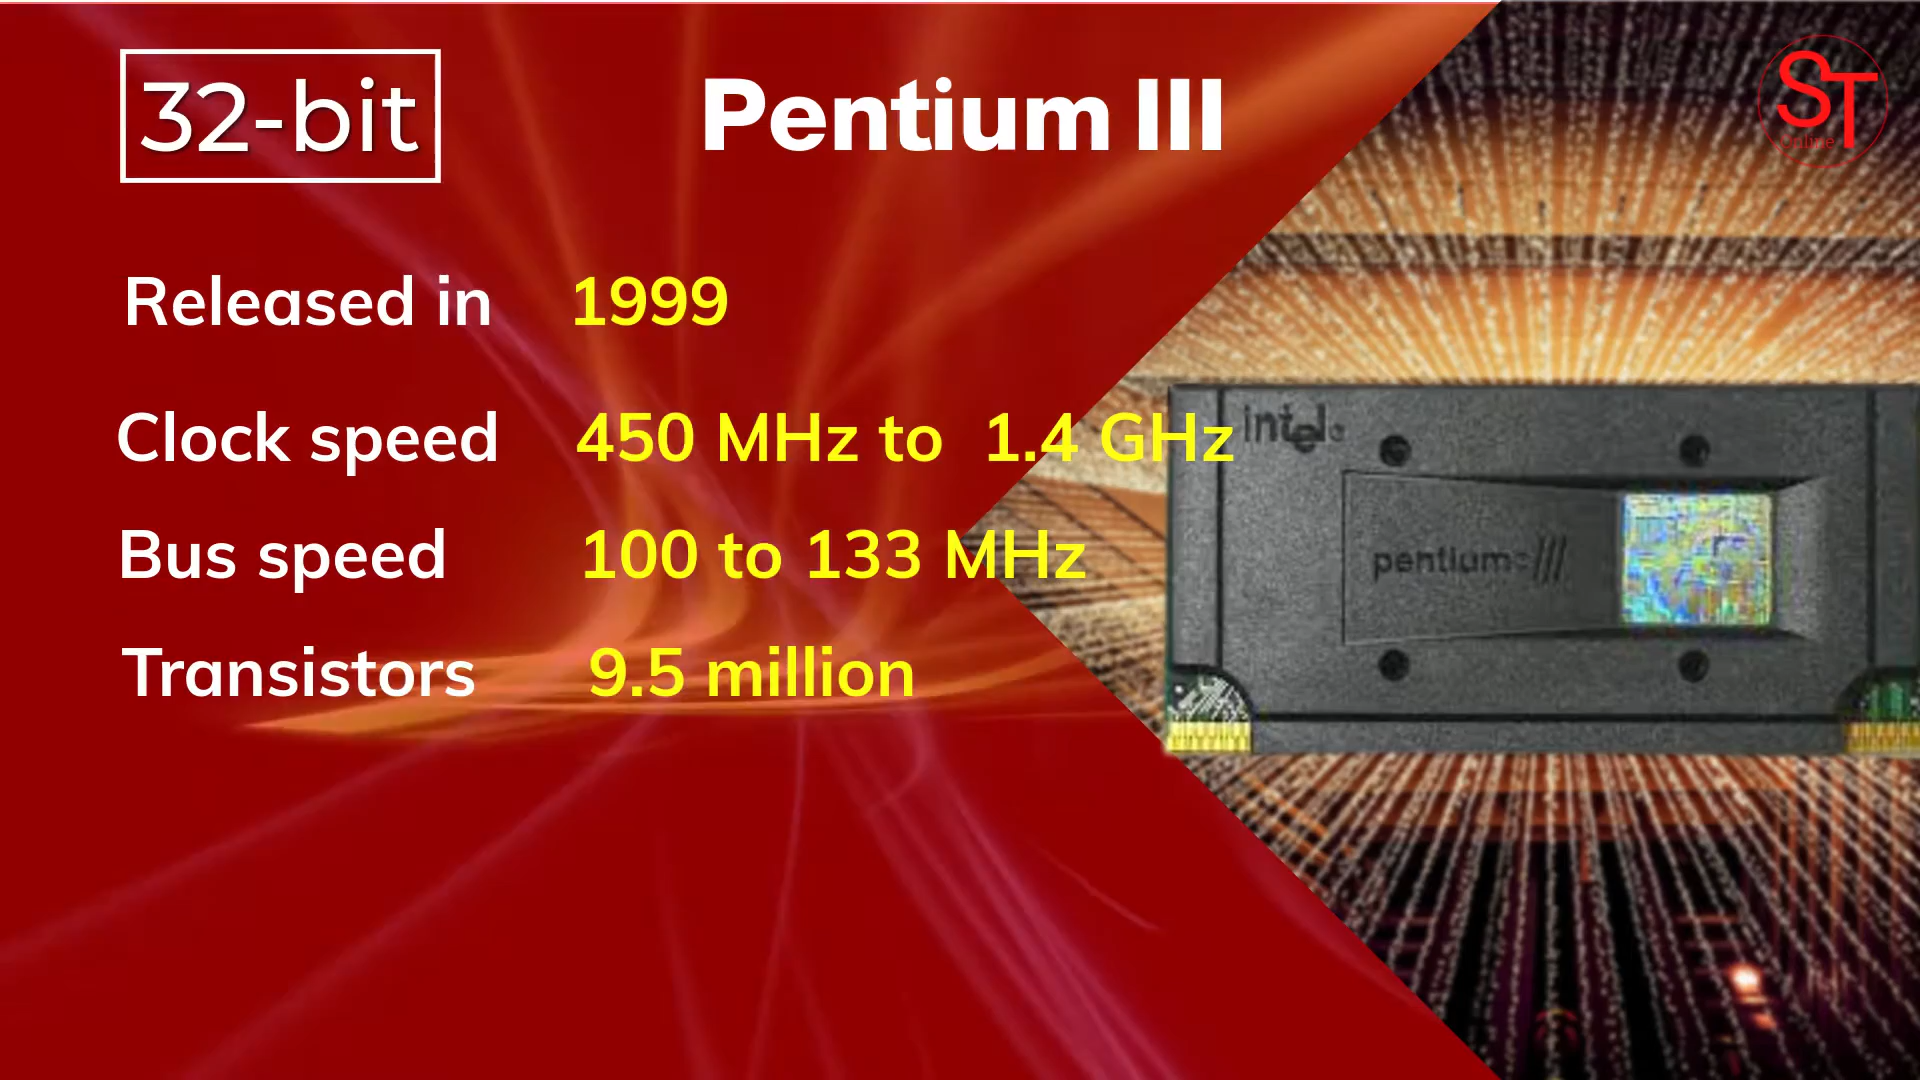 32-bit
Pentium III
ST
Online
Released in 1999
Clock speed 450 MHz to 1.4 GHz
intel®
Bus speed 100 to 133 MHz
pentium® III
Transistors 9.5 million